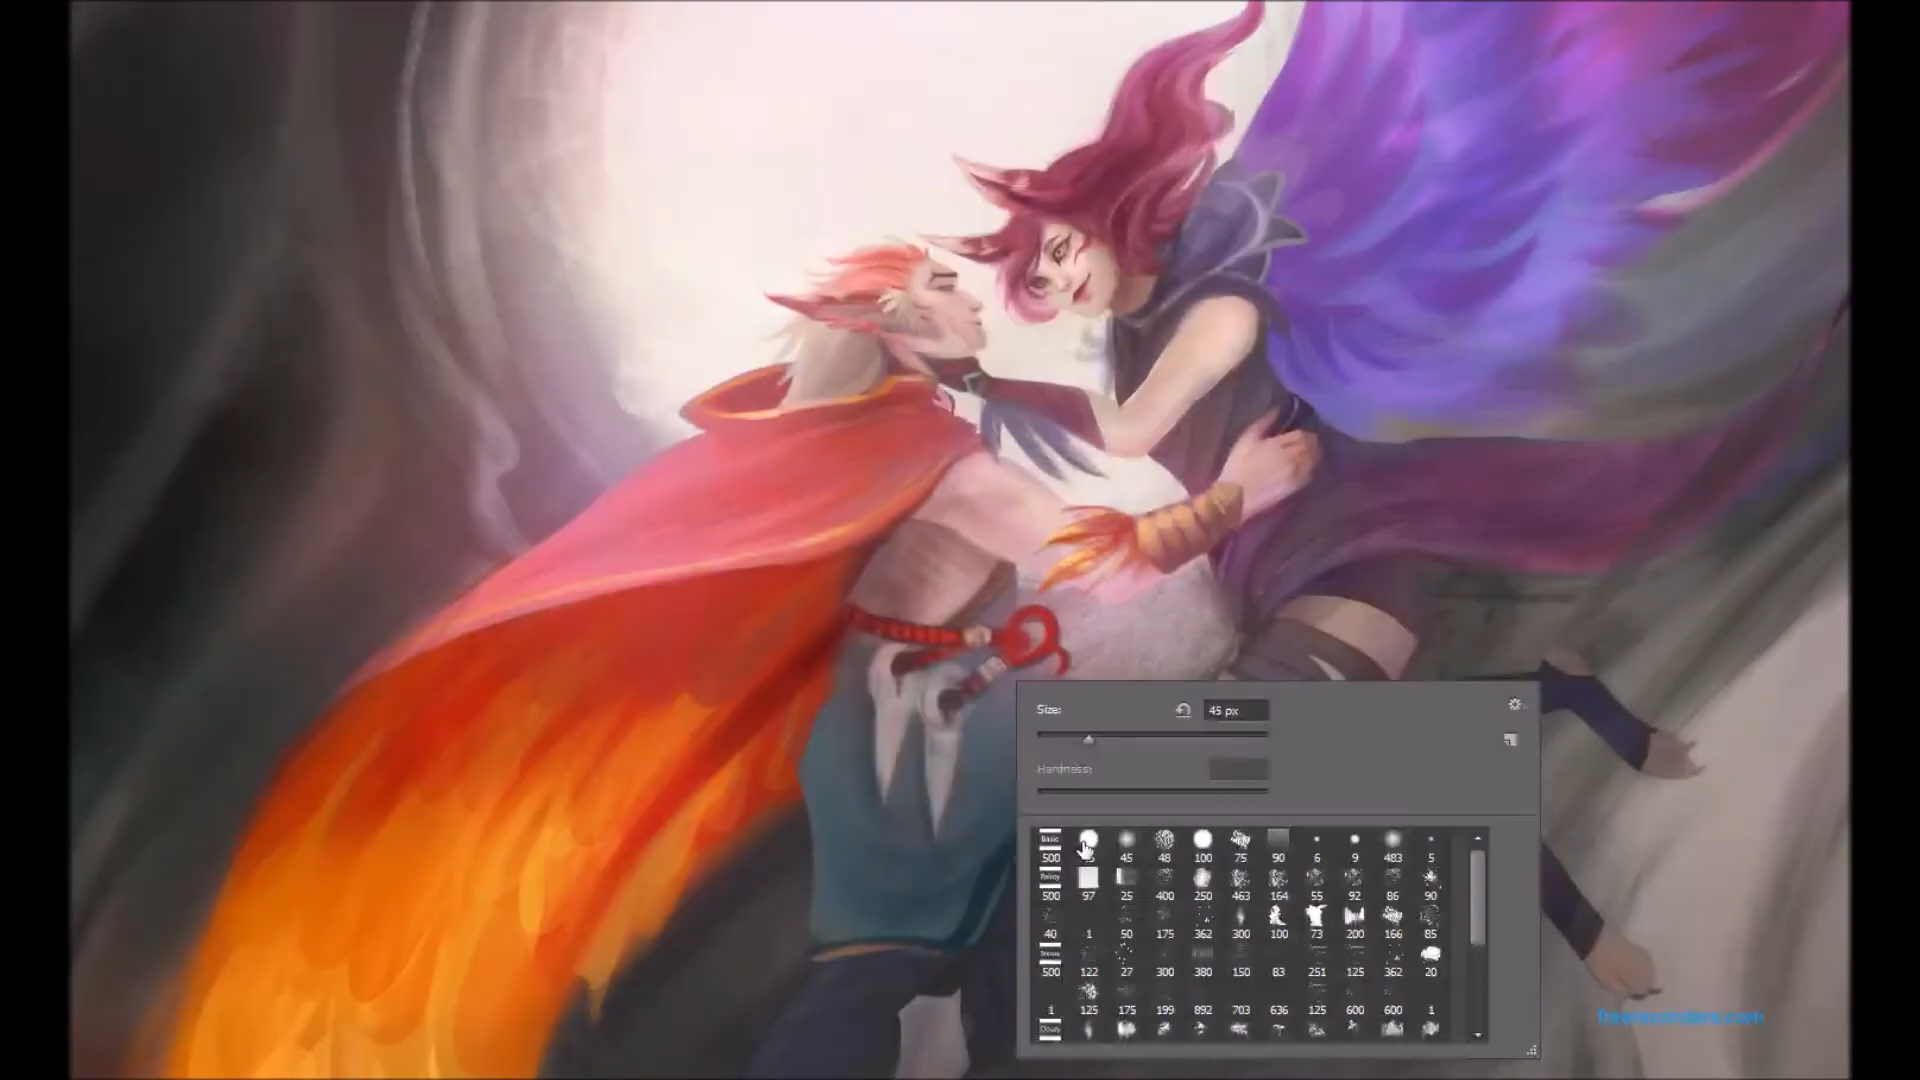 Size:
45 px
Hardness:
Basic
500 45 48 100 75 90 6 9 483 5
500 97 25 400 250 463 164 55 92 86 90
40 1 50 175 362 300 100 73 200 166 85
500 122 27 300 380 150 83 251 125 362 20
1 125 175 199 892 703 636 125 600 600 1
Cloudy